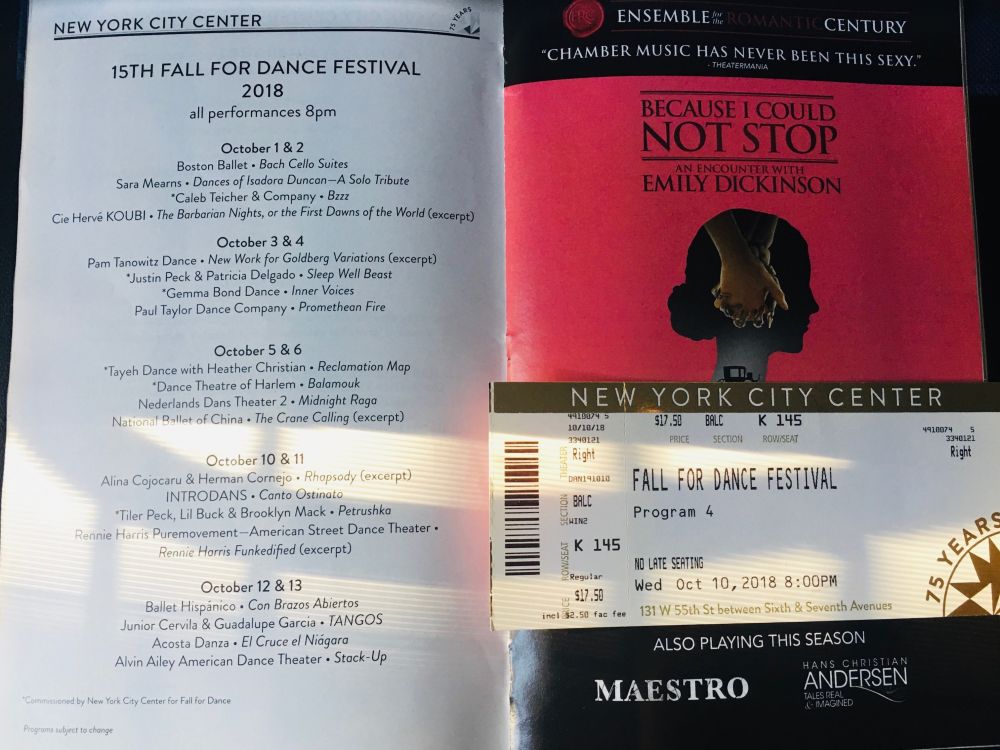 NEW YORK CITY CENTER
75 YEARS
15TH FALL FOR DANCE FESTIVAL
2018
all performances 8pm
October 1 & 2
Boston Ballet • Bach Cello Suites
Sara Mearns • Dances of Isadora Duncan—A Solo Tribute
*Caleb Teicher & Company • Bzzz
Cie Hervé KOUBI • The Barbarian Nights, or the First Dawns of the World (excerpt)
October 3 & 4
Pam Tanowitz Dance • New Work for Goldberg Variations (excerpt)
*Justin Peck & Patricia Delgado • Sleep Well Beast
*Gemma Bond Dance • Inner Voices
Paul Taylor Dance Company • Promethean Fire
October 5 & 6
*Tayeh Dance with Heather Christian • Reclamation Map
*Dance Theatre of Harlem • Balamouk
Nederlands Dans Theater 2 • Midnight Raga
National Ballet of China • The Crane Calling (excerpt)
October 10 & 11
Alina Cojocaru & Herman Cornejo • Rhapsody (excerpt)
INTRODANS • Canto Ostinato
*Tiler Peck, Lil Buck & Brooklyn Mack • Petrushka
Rennie Harris Puremovement—American Street Dance Theater •
Rennie Harris Funkedified (excerpt)
October 12 & 13
Ballet Hispánico • Con Brazos Abiertos
Junior Cervila & Guadalupe Garcia • TANGOS
Acosta Danza • El Cruce el Niágara
Alvin Ailey American Dance Theater • Stack-Up
*Commissioned by New York City Center for Fall for Dance
Programs subject to change
ERC
ENSEMBLE for the ROMANTIC CENTURY
"CHAMBER MUSIC HAS NEVER BEEN THIS SEXY."
- THEATERMANIA
BECAUSE I COULD
NOT STOP
AN ENCOUNTER WITH
EMILY DICKINSON
NEW YORK CITY CENTER
4910074 5
10/10/18
3340121
Right
DAN191010
BALC
WIN2
K 145
Regular
$17.50
incl $2.50 fac fee
THEATER
SECTION
ROW/SEAT
PRICE
$17.50 BALC K 145
PRICE SECTION ROW/SEAT
4910074 5
3340121
Right
FALL FOR DANCE FESTIVAL
Program 4
NO LATE SEATING
Wed Oct 10,2018 8:00PM
131 W 55th St between Sixth & Seventh Avenues
75 YEARS
ALSO PLAYING THIS SEASON
MAESTRO
HANS CHRISTIAN
ANDERSEN
TALES REAL
& IMAGINED